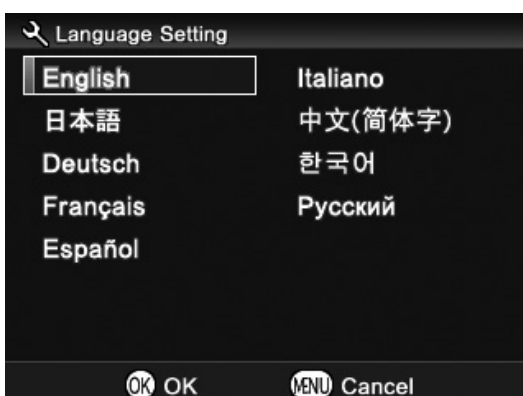 Language Setting
English
日本語
Deutsch
Français
Español
Italiano
中文(简体字)
한국어
Русский
OK OK
MENU Cancel